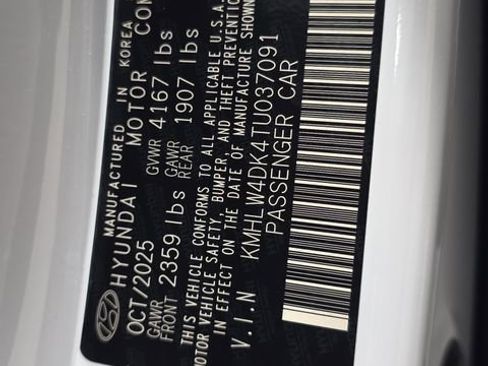 MANUFACTURED IN KOREA
HYUNDAI MOTOR COM
OCT/2025 GVWR 4167 lbs
GAWR FRONT 2359 lbs GAWR REAR 1907 lbs
THIS VEHICLE CONFORMS TO ALL APPLICABLE U.S.A.
MOTOR VEHICLE SAFETY, BUMPER, AND THEFT PREVENTIO
IN EFFECT ON THE DATE OF MANUFACTURE SHOWN
V.I.N KMHLW4DK4TU037091
PASSENGER CAR